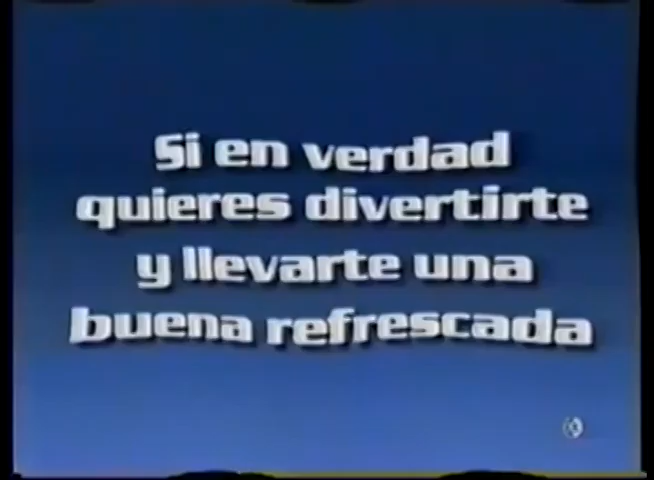 Si en verdad
quieres divertirte
y llevarte una
buena refrescada